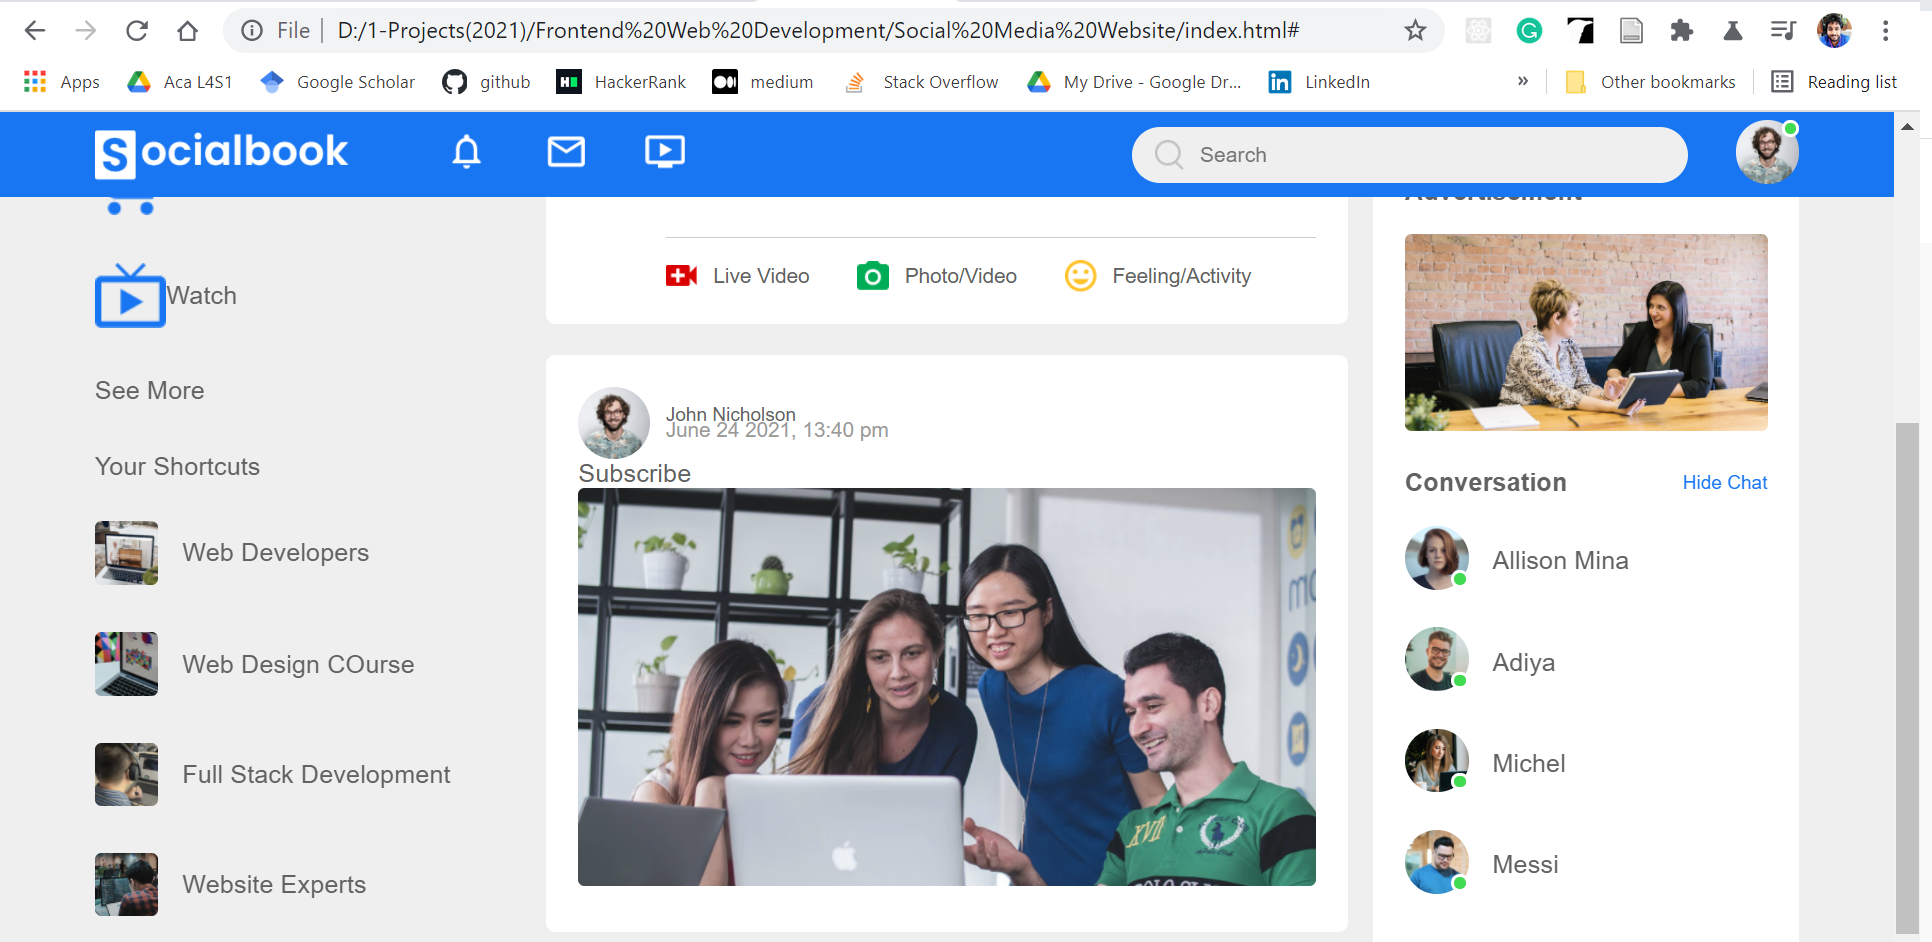 File | D:/1-Projects(2021)/Frontend%20Web%20Development/Social%20Media%20Website/index.html#
Apps Aca L4S1 Google Scholar github HackerRank medium Stack Overflow My Drive - Google Dr... LinkedIn » Other bookmarks Reading list
Socialbook Search
Advertisement
Watch
Live Video Photo/Video Feeling/Activity
See More
Your Shortcuts
Web Developers
Web Design COurse
Full Stack Development
Website Experts
John Nicholson
June 24 2021, 13:40 pm
Subscribe
XVII
Conversation Hide Chat
Allison Mina
Adiya
Michel
Messi